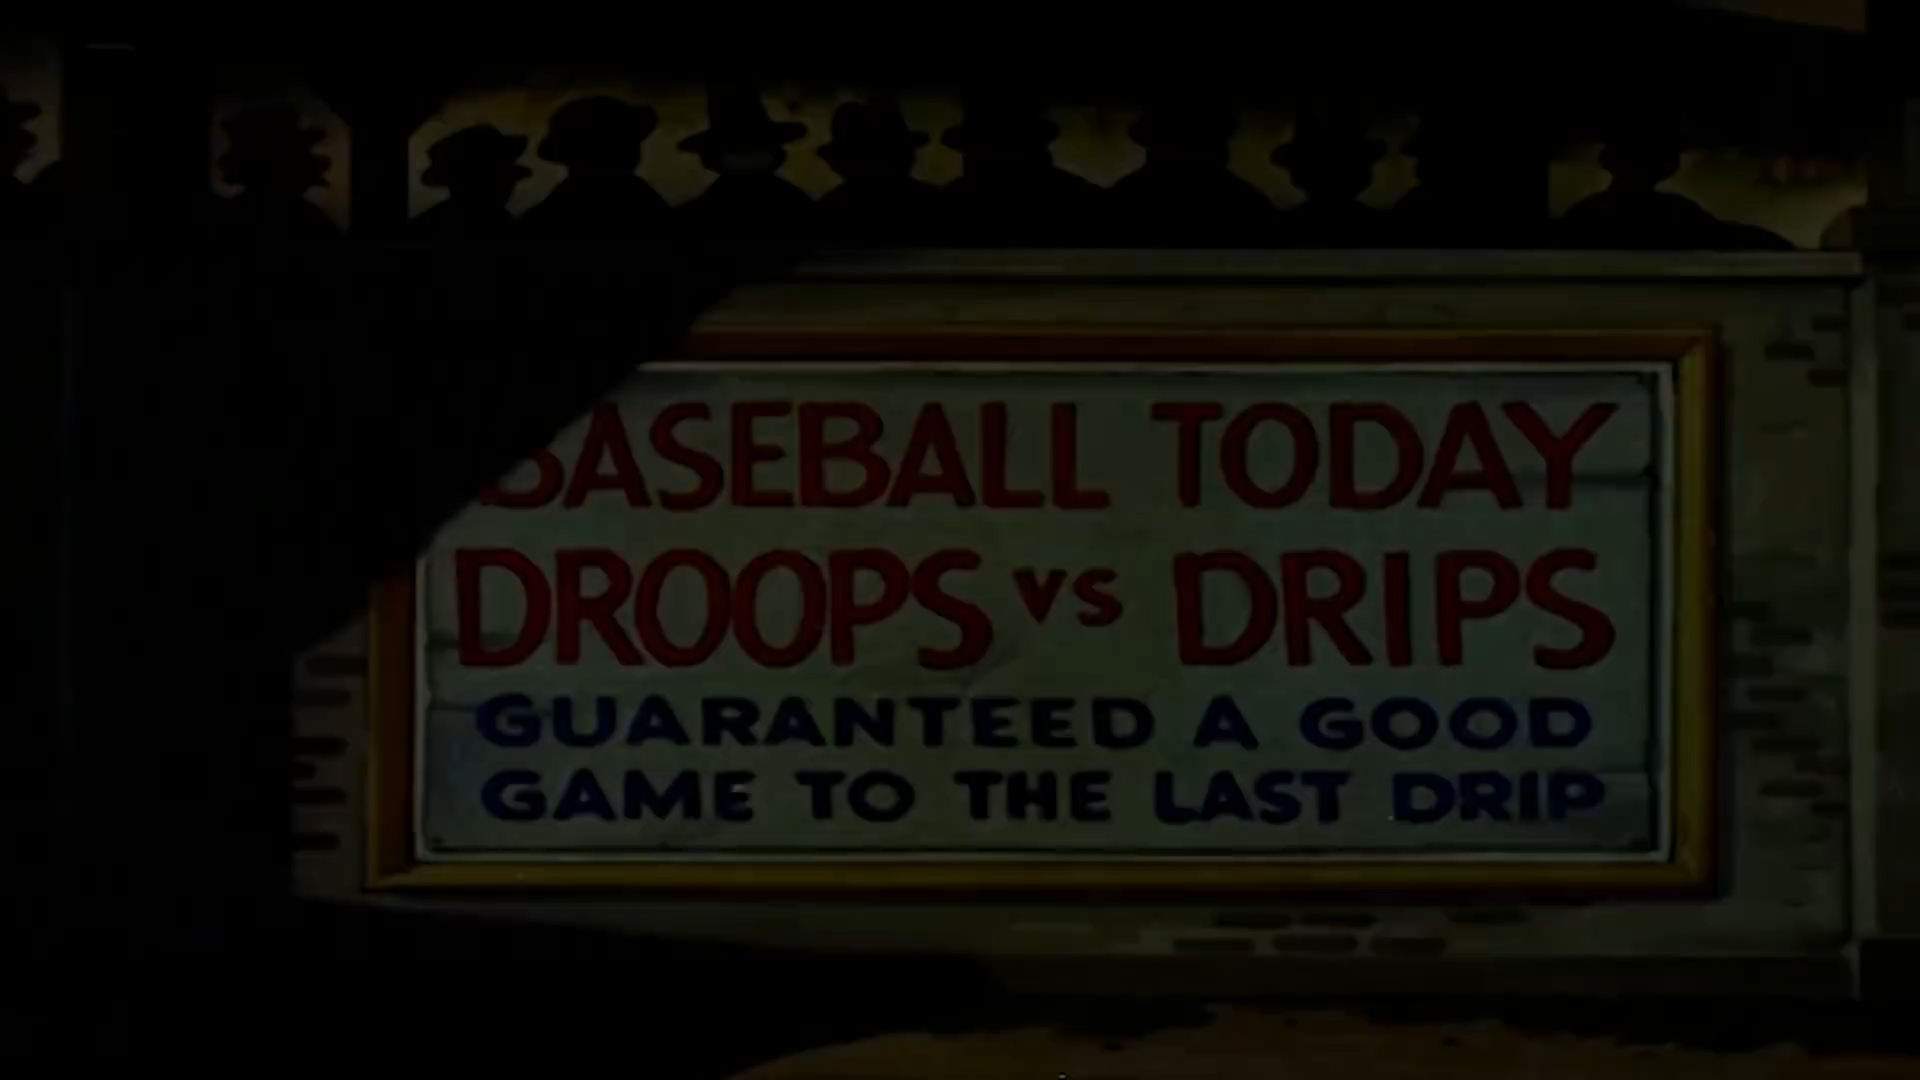 BASEBALL TODAY
DROOPS VS DRIPS
GUARANTEED A GOOD
GAME TO THE LAST DRIP